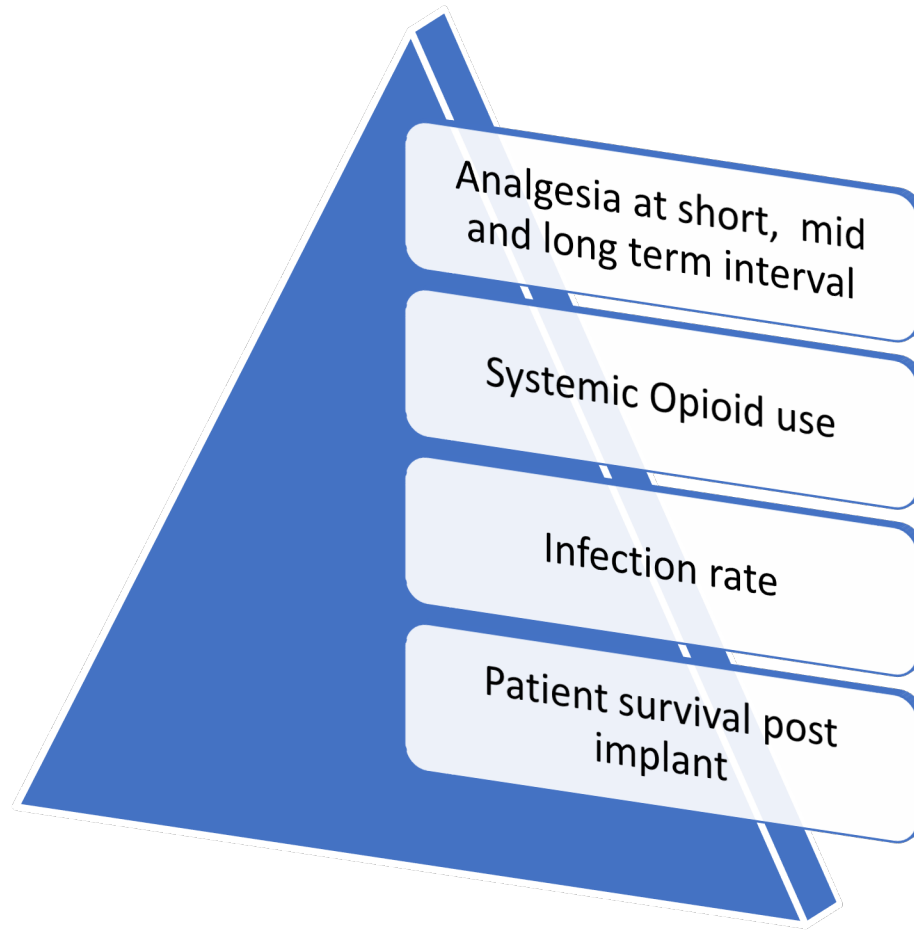 Analgesia at short,  mid
and long term interval
Systemic Opioid use
Infection rate
Patient survival post
implant